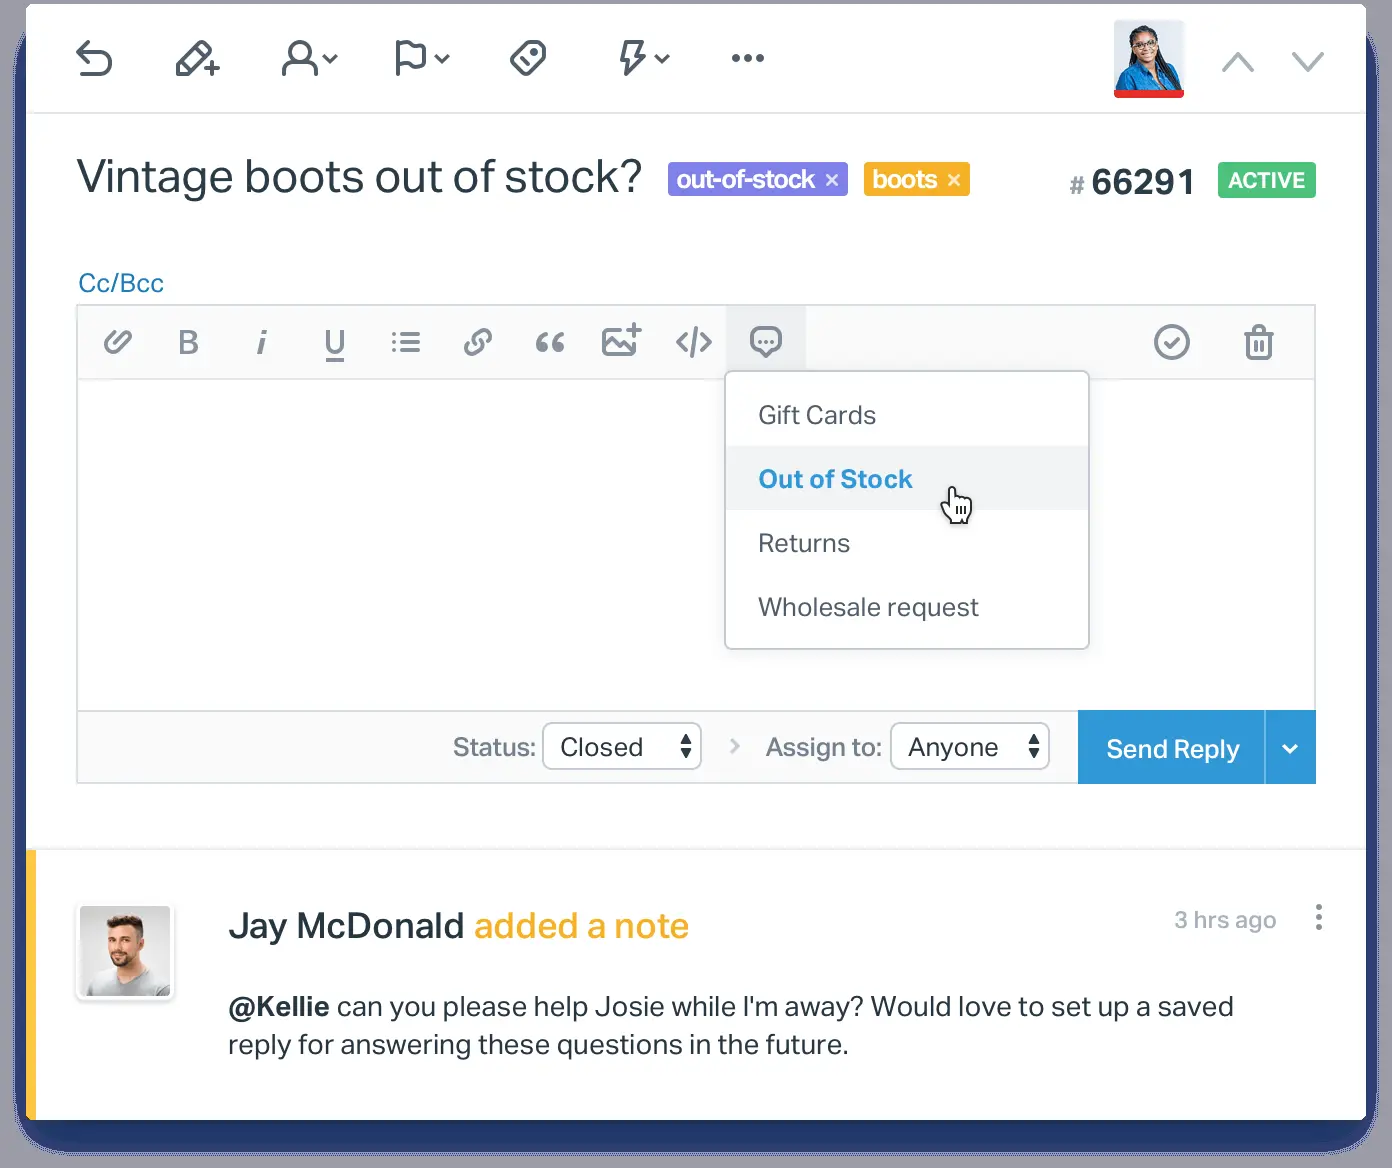 Vintage boots out of stock? out-of-stock × boots × # 66291 ACTIVE
Cc/Bcc
B i U
Gift Cards
Out of Stock
Returns
Wholesale request
Status: Closed Assign to: Anyone Send Reply
Jay McDonald added a note 3 hrs ago
@Kellie can you please help Josie while I'm away? Would love to set up a saved
reply for answering these questions in the future.